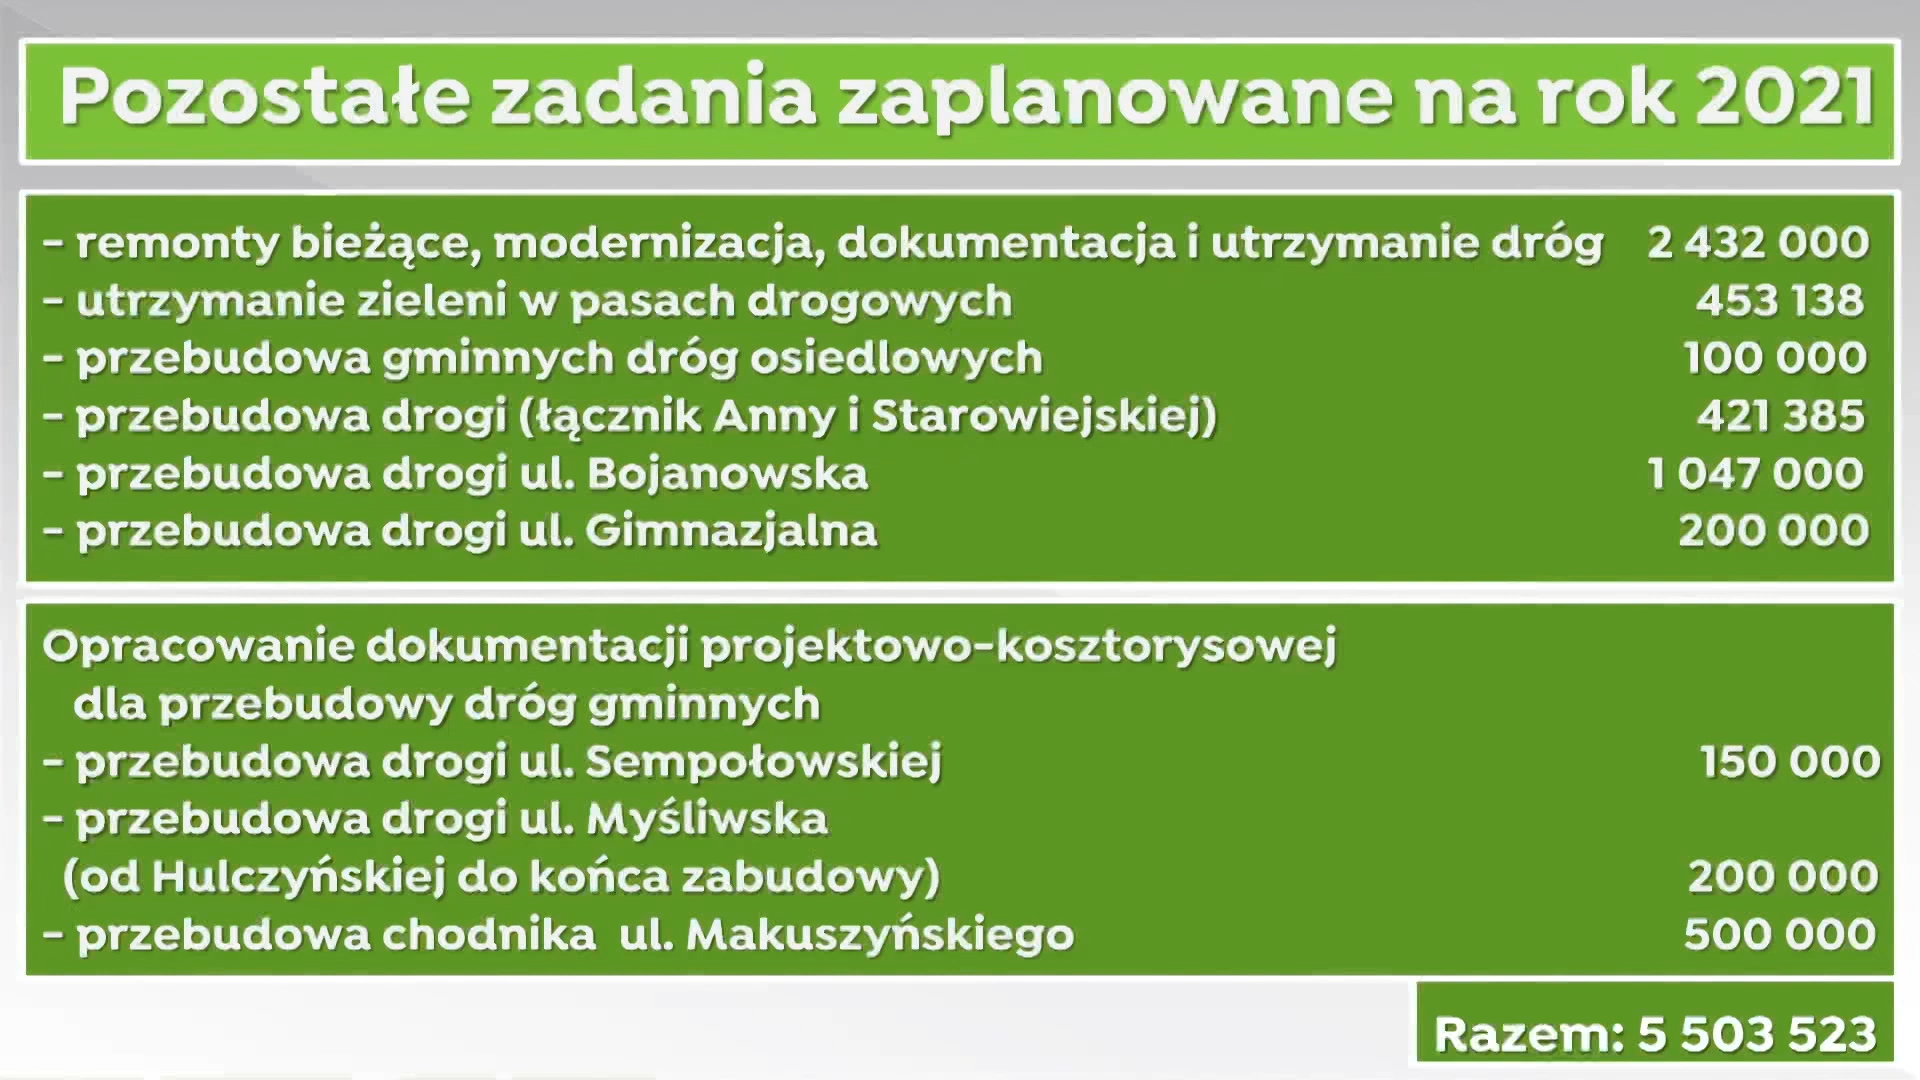 Pozostałe zadania zaplanowane na rok 2021
- remonty bieżące, modernizacja, dokumentacja i utrzymanie dróg 2 432 000
- utrzymanie zieleni w pasach drogowych 453 138
- przebudowa gminnych dróg osiedlowych 100 000
- przebudowa drogi (łącznik Anny i Starowiejskiej) 421 385
- przebudowa drogi ul. Bojanowska 1 047 000
- przebudowa drogi ul. Gimnazjalna 200 000
Opracowanie dokumentacji projektowo-kosztorysowej
dla przebudowy dróg gminnych
- przebudowa drogi ul. Sempołowskiej 150 000
- przebudowa drogi ul. Myśliwska
(od Hulczyńskiej do końca zabudowy) 200 000
- przebudowa chodnika ul. Makuszyńskiego 500 000
Razem: 5 503 523